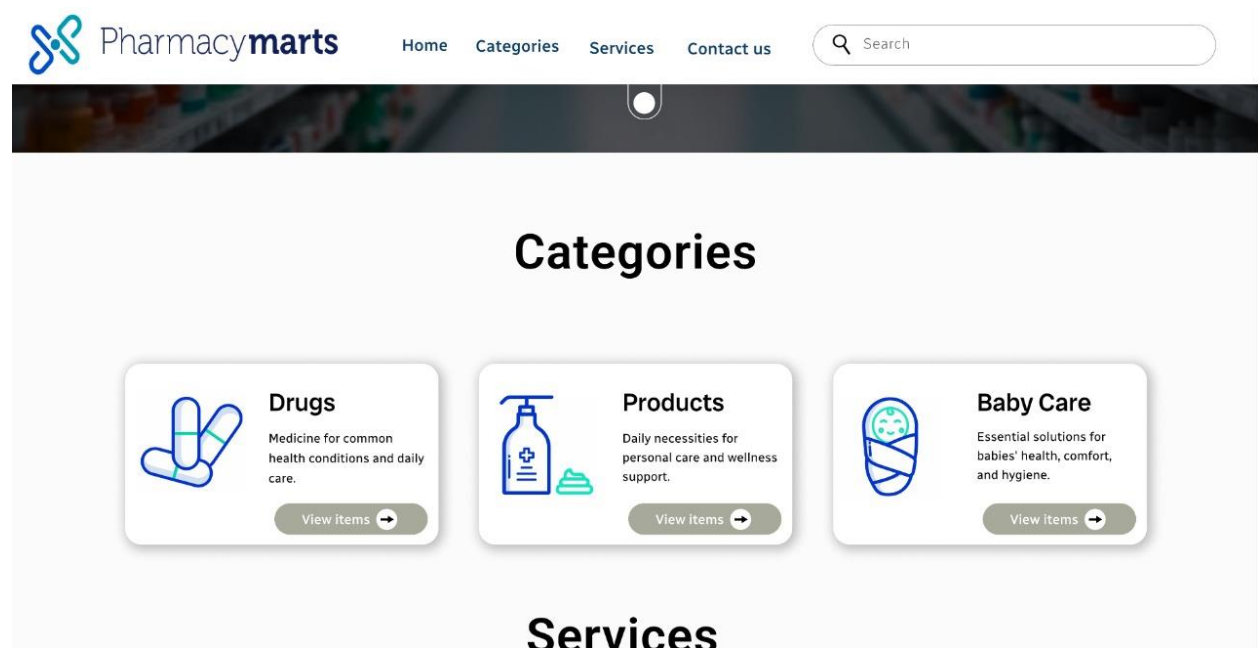 Pharmacymarts
Home
Categories
Services
Contact us
Search
Categories
Drugs
Medicine for common
health conditions and daily
care.
View items
Products
Daily necessities for
personal care and wellness
support.
View items
Baby Care
Essential solutions for
babies' health, comfort,
and hygiene.
View items
Services